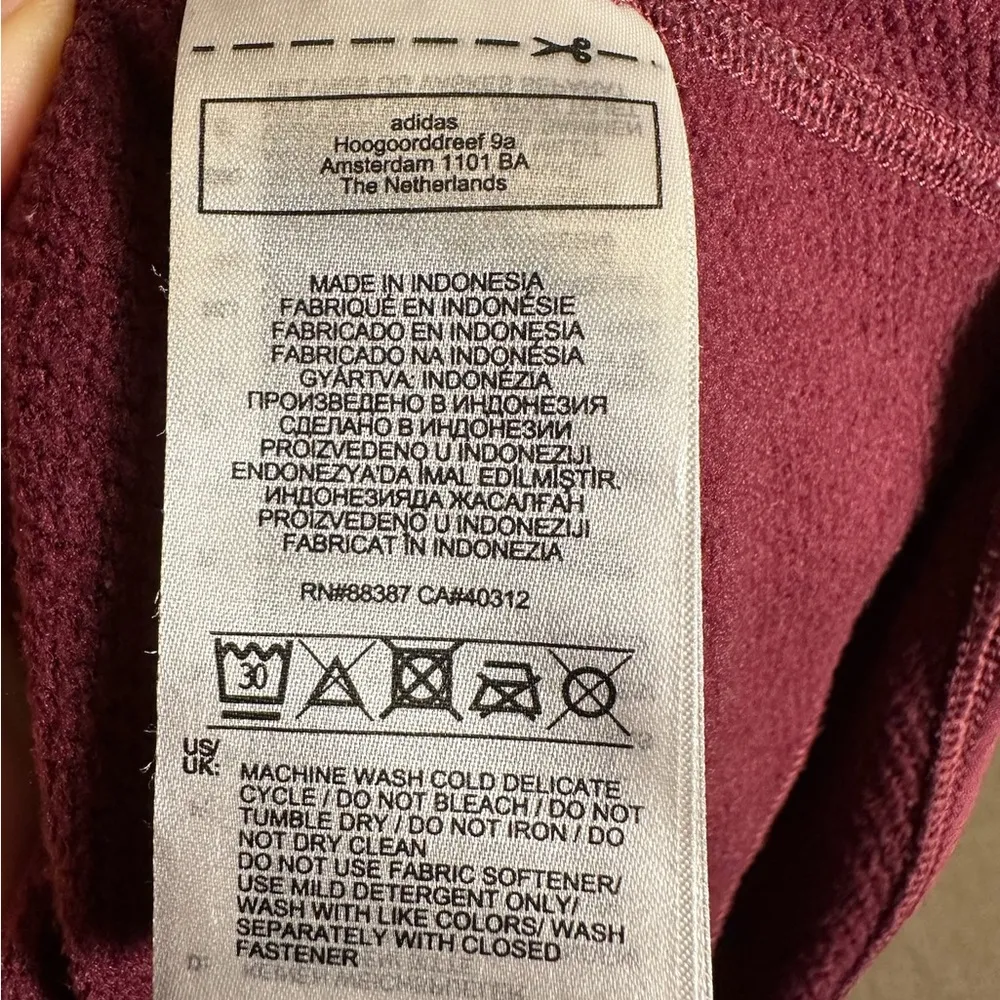 adidas
Hoogoorddreef 9a
Amsterdam 1101 BA
The Netherlands
MADE IN INDONESIA
FABRIQUÉ EN INDONÉSIE
FABRICADO EN INDONESIA
FABRICADO NA INDONÉSIA
GYÁRTVA: INDONÉZIA
ПРОИЗВЕДЕНО В ИНДОНЕЗИЯ
СДЕЛАНО В ИНДОНЕЗИИ
PROIZVEDENO U INDONEZIJI
ENDONEZYA'DA İMAL EDİLMİŞTİR.
ИНДОНЕЗИЯДА ЖАСАЛҒАН
PROIZVEDENO U INDONEZIJI
FABRICAT ÎN INDONEZIA
RN#88387 CA#40312
30
US/
UK:
MACHINE WASH COLD DELICATE
CYCLE / DO NOT BLEACH / DO NOT
TUMBLE DRY / DO NOT IRON / DO
NOT DRY CLEAN
DO NOT USE FABRIC SOFTENER/
USE MILD DETERGENT ONLY/
WASH WITH LIKE COLORS/ WASH
SEPARATELY WITH CLOSED
FASTENER